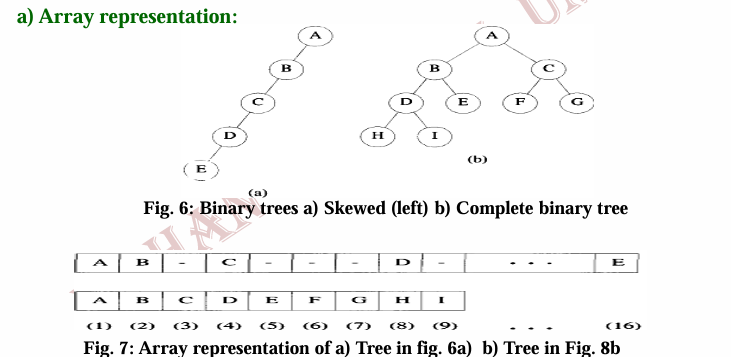 a) Array representation:
A A
B B C
C D E F G
D H I
E (b)
(a)
Fig. 6: Binary trees a) Skewed (left) b) Complete binary tree
HAN
A B - C - - - D - . . . E
A B C D E F G H I
(1) (2) (3) (4) (5) (6) (7) (8) (9) . . . (16)
Fig. 7: Array representation of a) Tree in fig. 6a) b) Tree in Fig. 8b